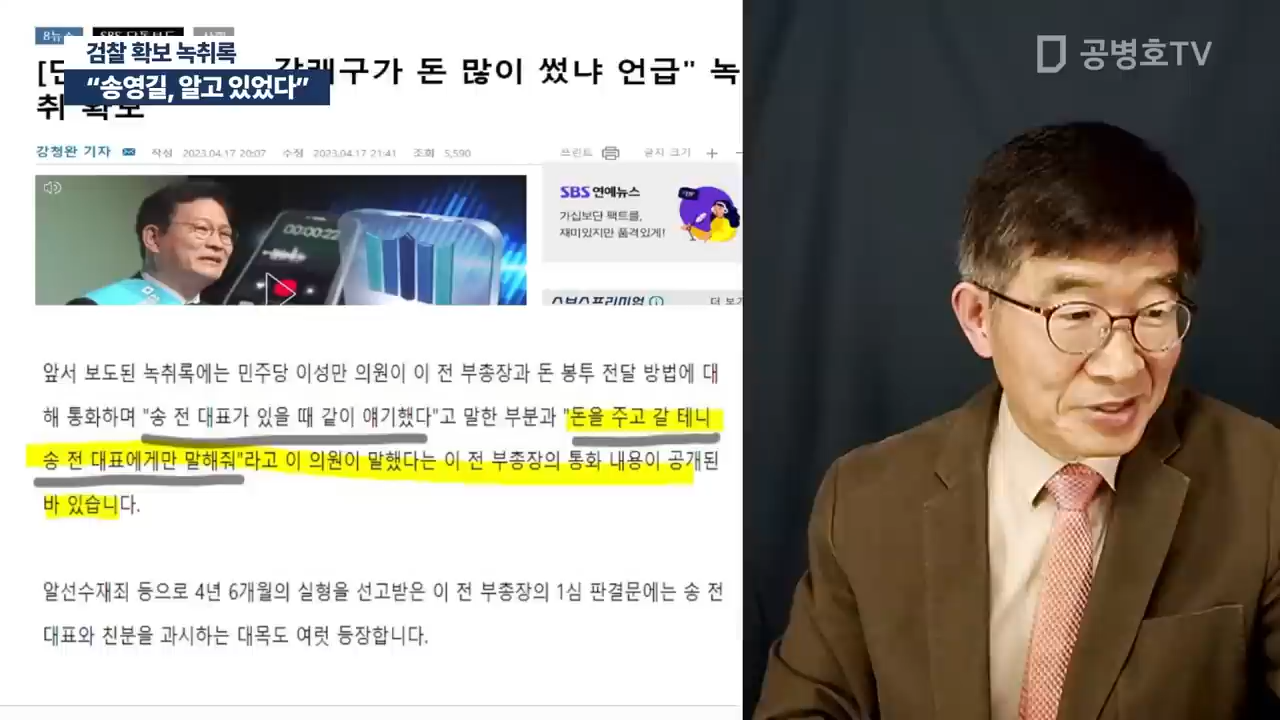 8뉴스
검찰 확보 녹취록
"송영길, 알고 있었다"
강래구가 돈 많이 썼냐 언급" 녹
취 확보
강청완 기자 작성 2023.04.17 20:07 수정 2023.04.17 21:41 조회 5,590
프린트 글자 크기 + −
00:00:22
SBS 연예뉴스
가십보단 팩트를,
재미있지만 품격있게!
스브스프리미엄 더 보기
앞서 보도된 녹취록에는 민주당 이성만 의원이 이 전 부총장과 돈 봉투 전달 방법에 대
해 통화하며 "송 전 대표가 있을 때 같이 얘기했다"고 말한 부분과 "돈을 주고 갈 테니
송 전 대표에게만 말해줘"라고 이 의원이 말했다는 이 전 부총장의 통화 내용이 공개된
바 있습니다.
알선수재죄 등으로 4년 6개월의 실형을 선고받은 이 전 부총장의 1심 판결문에는 송 전
대표와 친분을 과시하는 대목도 여럿 등장합니다.
공병호TV